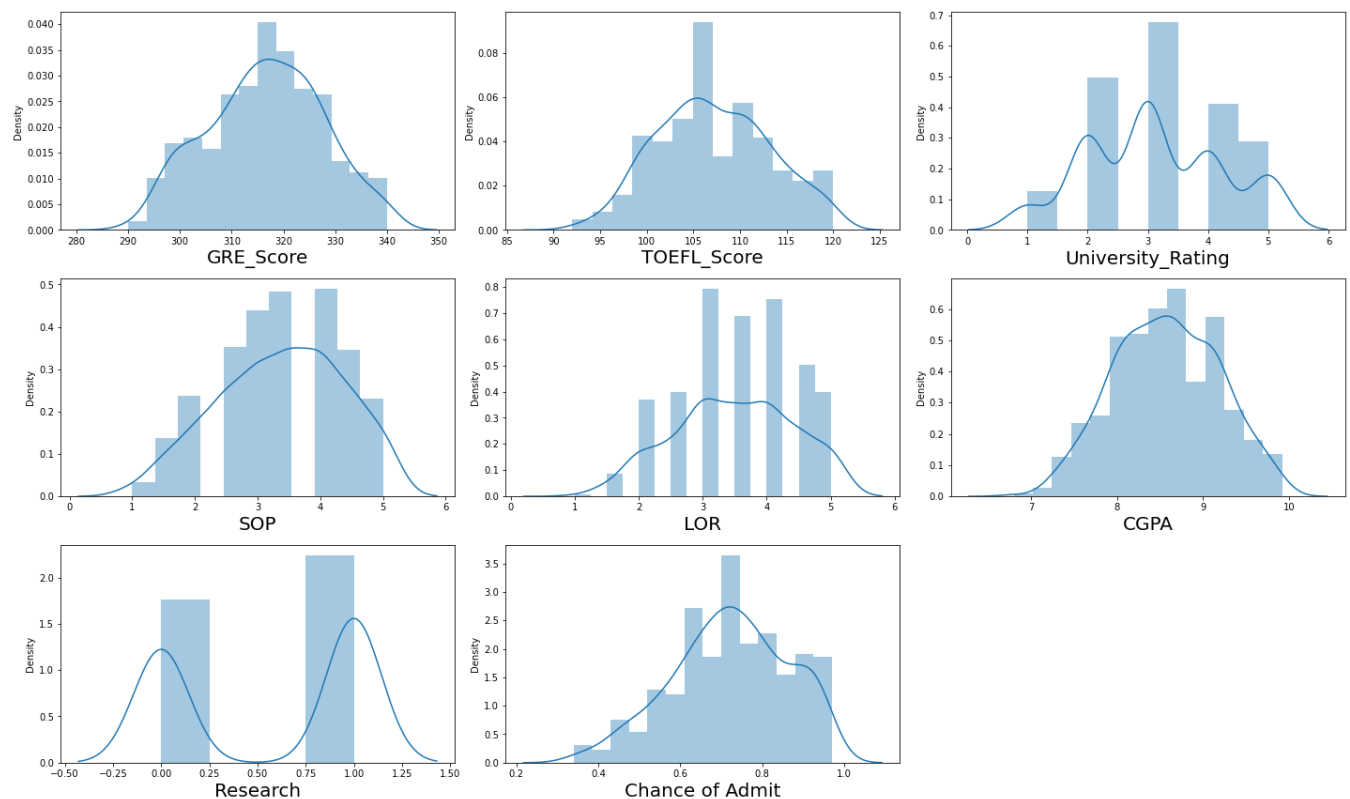 0.040
0.035
0.030
0.025
0.020
0.015
0.010
0.005
0.000
Density
280 290 300 310 320 330 340 350
GRE_Score
0.08
0.06
0.04
0.02
0.00
Density
85 90 95 100 105 110 115 120 125
TOEFL_Score
0.7
0.6
0.5
0.4
0.3
0.2
0.1
0.0
Density
0 1 2 3 4 5 6
University_Rating
0.5
0.4
0.3
0.2
0.1
0.0
Density
0 1 2 3 4 5 6
SOP
0.8
0.7
0.6
0.5
0.4
0.3
0.2
0.1
0.0
Density
0 1 2 3 4 5 6
LOR
0.6
0.5
0.4
0.3
0.2
0.1
0.0
Density
7 8 9 10
CGPA
2.0
1.5
1.0
0.5
0.0
Density
−0.50 −0.25 0.00 0.25 0.50 0.75 1.00 1.25 1.50
Research
3.5
3.0
2.5
2.0
1.5
1.0
0.5
0.0
Density
0.2 0.4 0.6 0.8 1.0
Chance of Admit